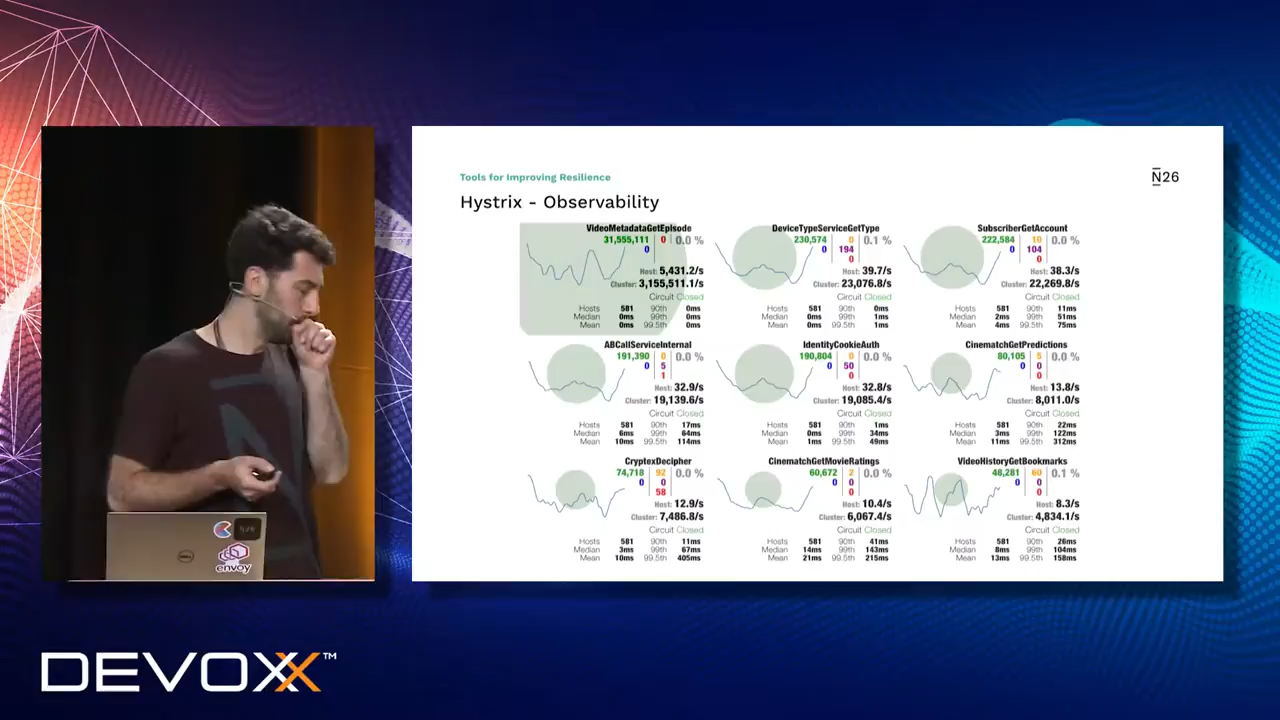 Tools for Improving Resilience
N26
Hystrix - Observability
VideoMetadataGetEpisode
31,555,111 0 0.0 %
0
Host: 5,431.2/s
Cluster: 3,155,511.1/s
Circuit Closed
Hosts 581 90th 0ms
Median 0ms 99th 0ms
Mean 0ms 99.5th 0ms
DeviceTypeServiceGetType
230,574 0 0.1 %
0 194
0
Host: 39.7/s
Cluster: 23,076.8/s
Circuit Closed
Hosts 581 90th 0ms
Median 0ms 99th 1ms
Mean 0ms 99.5th 1ms
SubscriberGetAccount
222,584 10 0.0 %
0 104
0
Host: 38.3/s
Cluster: 22,269.8/s
Circuit Closed
Hosts 581 90th 11ms
Median 2ms 99th 51ms
Mean 4ms 99.5th 75ms
ABCallServiceInternal
191,390 0 0.0 %
0 5
1
Host: 32.9/s
Cluster: 19,139.6/s
Circuit Closed
Hosts 581 90th 17ms
Median 6ms 99th 64ms
Mean 10ms 99.5th 114ms
IdentityCookieAuth
190,804 0 0.0 %
0 50
0
Host: 32.8/s
Cluster: 19,085.4/s
Circuit Closed
Hosts 581 90th 1ms
Median 0ms 99th 34ms
Mean 1ms 99.5th 49ms
CinematchGetPredictions
80,105 5 0.0 %
0 0
0
Host: 13.8/s
Cluster: 8,011.0/s
Circuit Closed
Hosts 581 90th 22ms
Median 3ms 99th 122ms
Mean 11ms 99.5th 312ms
CryptexDecipher
74,718 92 0.0 %
0 0
58
Host: 12.9/s
Cluster: 7,486.8/s
Circuit Closed
Hosts 581 90th 11ms
Median 3ms 99th 67ms
Mean 10ms 99.5th 405ms
CinematchGetMovieRatings
60,672 2 0.0 %
0 0
0
Host: 10.4/s
Cluster: 6,067.4/s
Circuit Closed
Hosts 581 90th 41ms
Median 14ms 99th 143ms
Mean 21ms 99.5th 215ms
VideoHistoryGetBookmarks
48,281 60 0.1 %
0 0
0
Host: 8.3/s
Cluster: 4,834.1/s
Circuit Closed
Hosts 581 90th 26ms
Median 8ms 99th 104ms
Mean 13ms 99.5th 158ms
N26
DELL
envoy
DEVOXX™